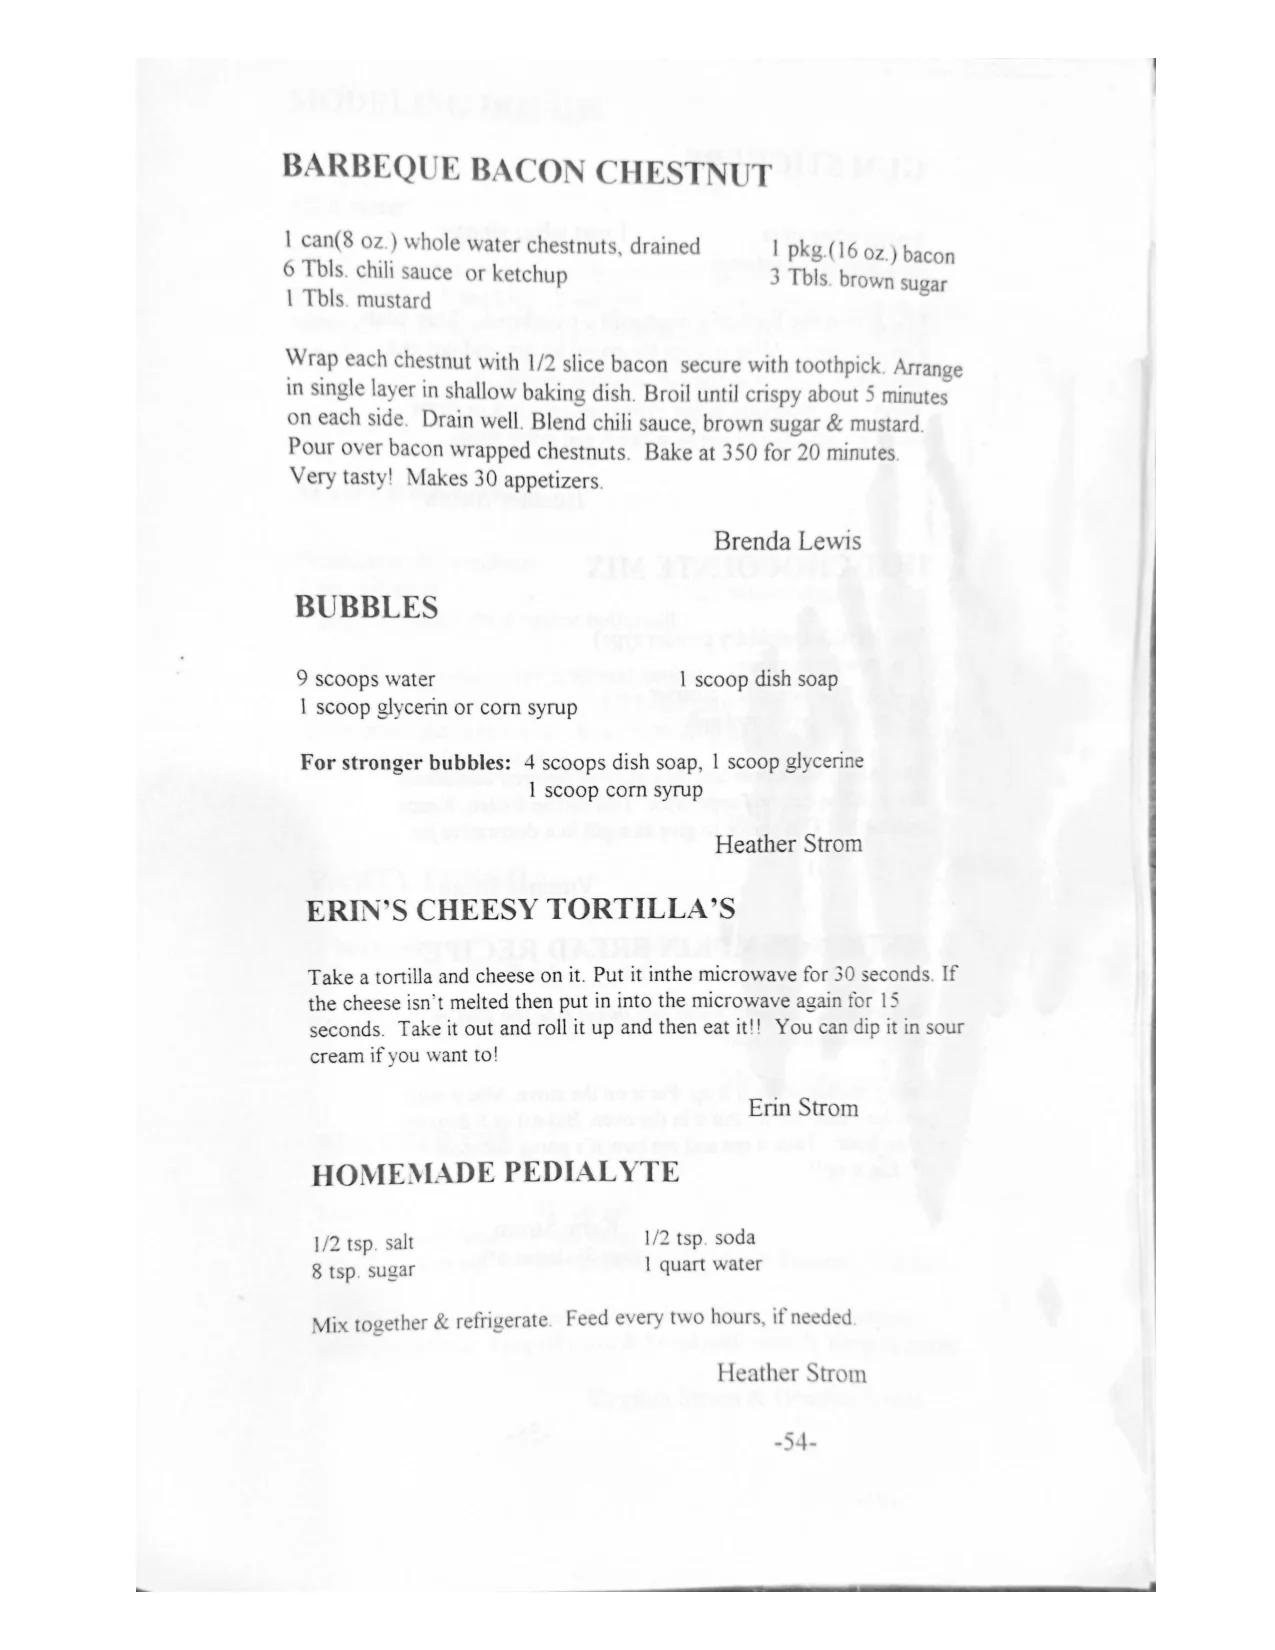 BARBEQUE BACON CHESTNUT
1 can(8 oz.) whole water chestnuts, drained 1 pkg.(16 oz.) bacon
6 Tbls. chili sauce or ketchup 3 Tbls. brown sugar
1 Tbls. mustard
Wrap each chestnut with 1/2 slice bacon secure with toothpick. Arrange
in single layer in shallow baking dish. Broil until crispy about 5 minutes
on each side. Drain well. Blend chili sauce, brown sugar & mustard.
Pour over bacon wrapped chestnuts. Bake at 350 for 20 minutes.
Very tasty! Makes 30 appetizers.
Brenda Lewis
BUBBLES
9 scoops water 1 scoop dish soap
1 scoop glycerin or corn syrup
For stronger bubbles: 4 scoops dish soap, 1 scoop glycerine
1 scoop corn syrup
Heather Strom
ERIN'S CHEESY TORTILLA'S
Take a tortilla and cheese on it. Put it inthe microwave for 30 seconds. If
the cheese isn't melted then put in into the microwave again for 15
seconds. Take it out and roll it up and then eat it!! You can dip it in sour
cream if you want to!
Erin Strom
HOMEMADE PEDIALYTE
1/2 tsp. salt 1/2 tsp. soda
8 tsp. sugar 1 quart water
Mix together & refrigerate. Feed every two hours, if needed.
Heather Strom
-54-